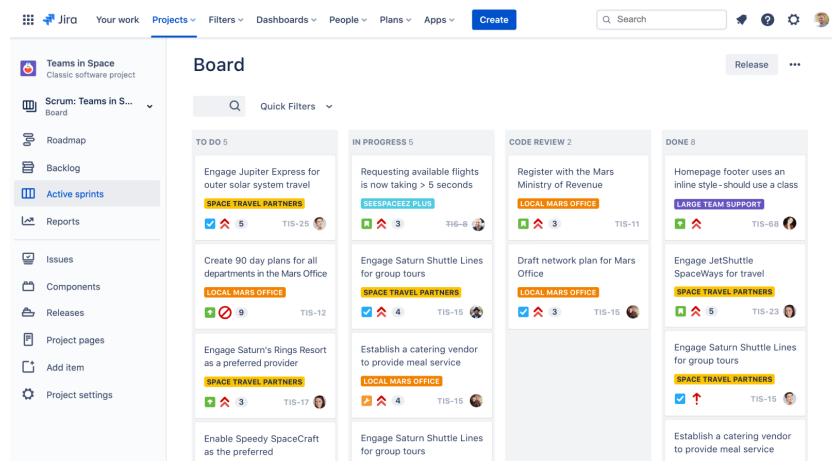 Jira
Your work Projects Filters Dashboards People Plans Apps Create
Search
Teams in Space
Classic software project
Scrum: Teams in S...
Board
Roadmap
Backlog
Active sprints
Reports
Issues
Components
Releases
Project pages
Add item
Project settings
Board
Release
Quick Filters
TO DO 5
Engage Jupiter Express for
outer solar system travel
SPACE TRAVEL PARTNERS
5 TIS-25
Create 90 day plans for all
departments in the Mars Office
LOCAL MARS OFFICE
9 TIS-12
Engage Saturn's Rings Resort
as a preferred provider
SPACE TRAVEL PARTNERS
3 TIS-17
Enable Speedy SpaceCraft
as the preferred
IN PROGRESS 5
Requesting available flights
is now taking > 5 seconds
SEESPACEEZ PLUS
3 TIS-8
Engage Saturn Shuttle Lines
for group tours
SPACE TRAVEL PARTNERS
4 TIS-15
Establish a catering vendor
to provide meal service
LOCAL MARS OFFICE
4 TIS-15
Engage Saturn Shuttle Lines
for group tours
CODE REVIEW 2
Register with the Mars
Ministry of Revenue
LOCAL MARS OFFICE
3 TIS-11
Draft network plan for Mars
Office
LOCAL MARS OFFICE
3 TIS-15
DONE 8
Homepage footer uses an
inline style-should use a class
LARGE TEAM SUPPORT
TIS-68
Engage JetShuttle
SpaceWays for travel
SPACE TRAVEL PARTNERS
5 TIS-23
Engage Saturn Shuttle Lines
for group tours
SPACE TRAVEL PARTNERS
TIS-15
Establish a catering vendor
to provide meal service